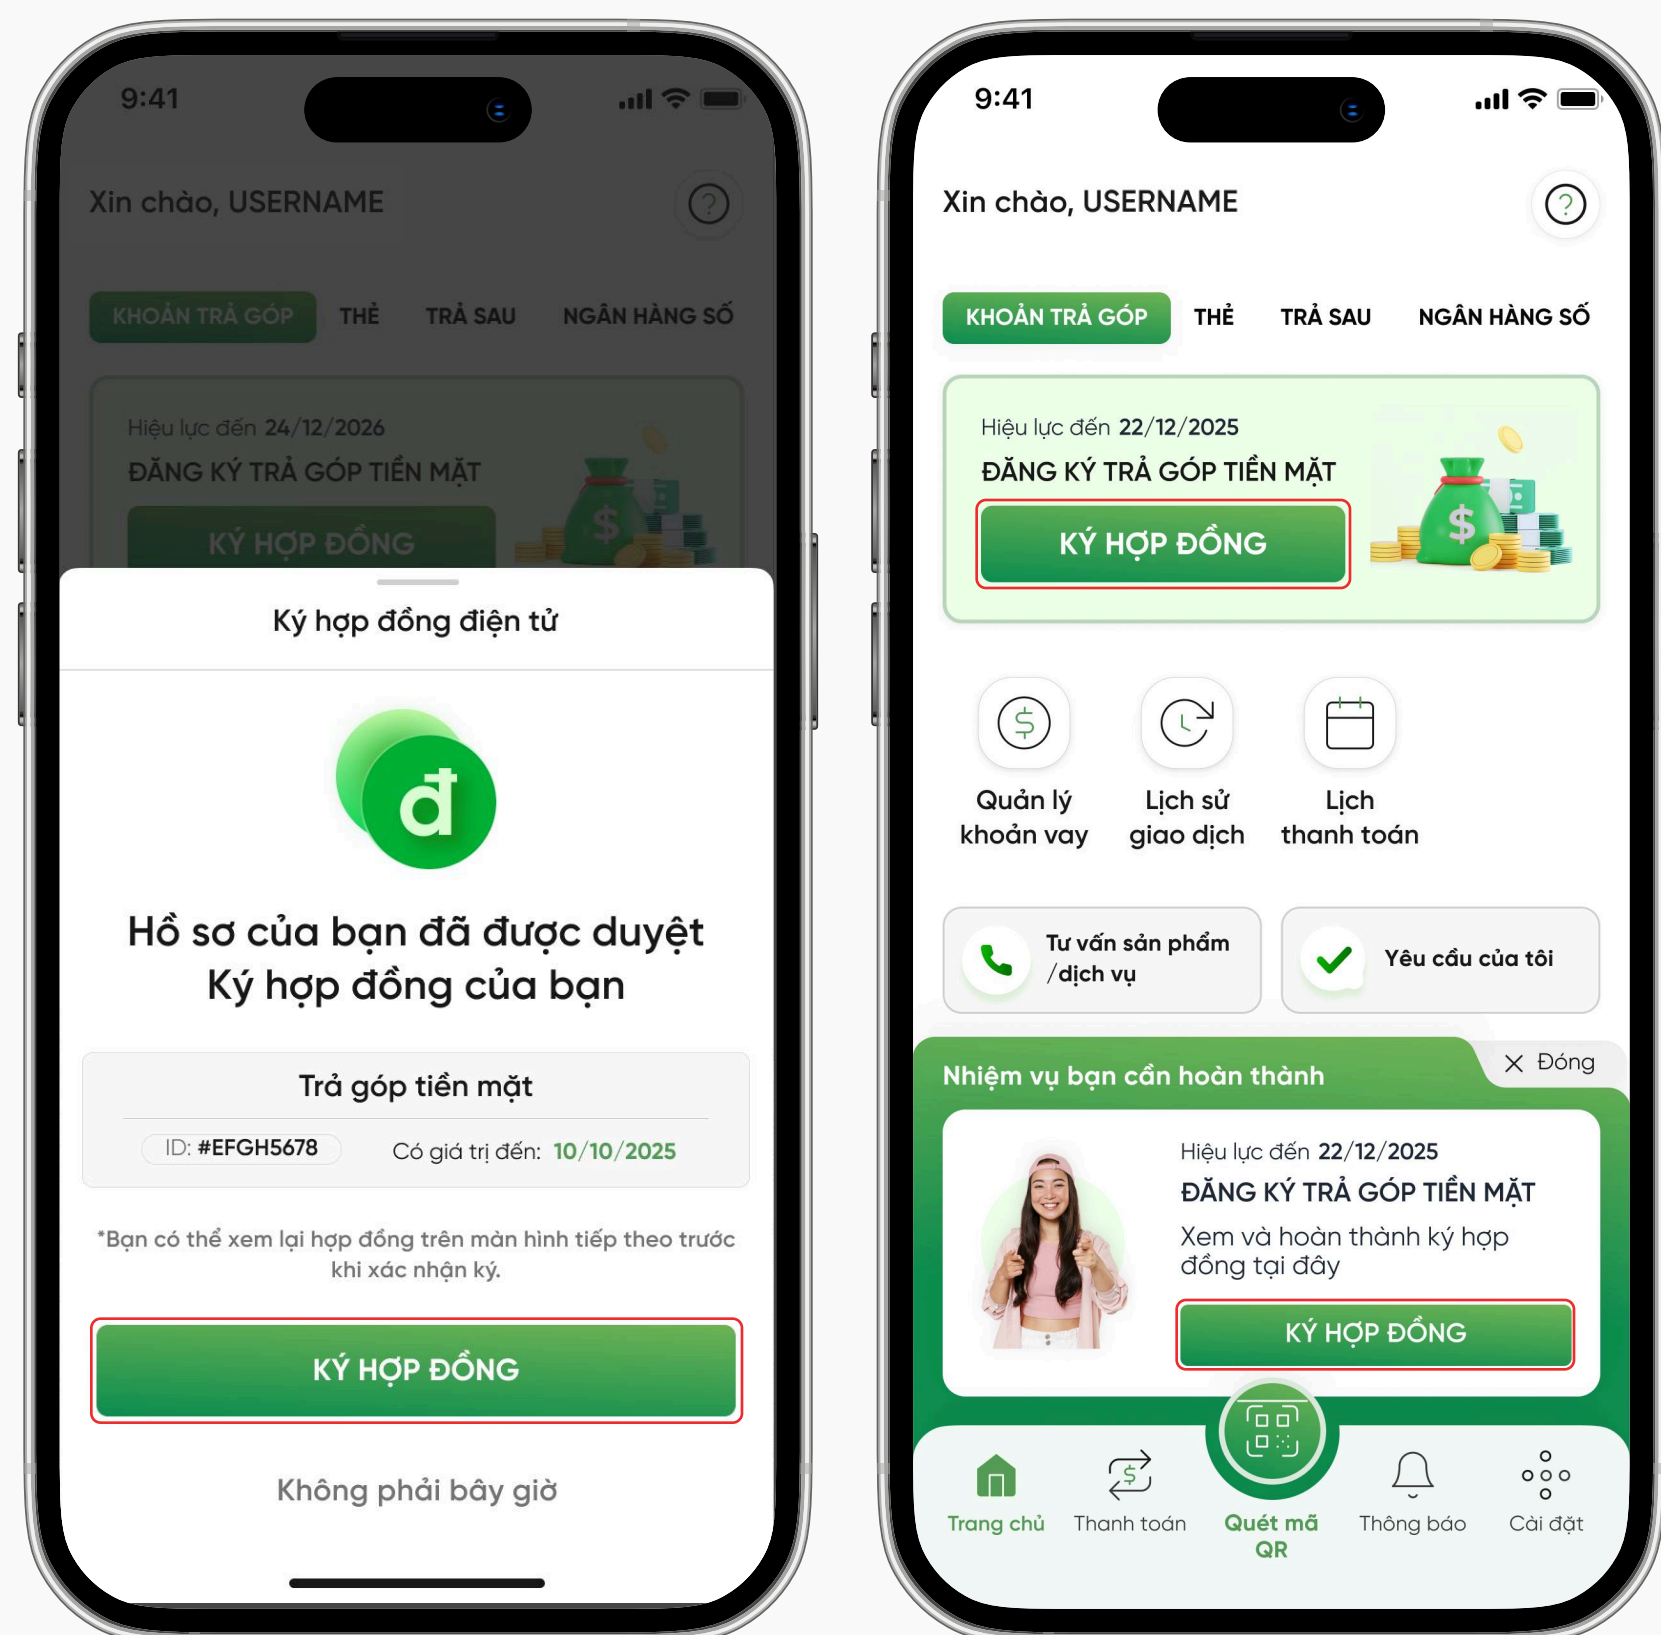 9:41
Xin chào, USERNAME
?
KHOẢN TRẢ GÓP THẺ TRẢ SAU NGÂN HÀNG SỐ
Hiệu lực đến 24/12/2026
ĐĂNG KÝ TRẢ GÓP TIỀN MẶT
KÝ HỢP ĐỒNG
$
Ký hợp đồng điện tử
đ
Hồ sơ của bạn đã được duyệt
Ký hợp đồng của bạn
Trả góp tiền mặt
ID: #EFGH5678 Có giá trị đến: 10/10/2025
*Bạn có thể xem lại hợp đồng trên màn hình tiếp theo trước
khi xác nhận ký.
KÝ HỢP ĐỒNG
Không phải bây giờ
9:41
Xin chào, USERNAME
?
KHOẢN TRẢ GÓP THẺ TRẢ SAU NGÂN HÀNG SỐ
Hiệu lực đến 22/12/2025
ĐĂNG KÝ TRẢ GÓP TIỀN MẶT
KÝ HỢP ĐỒNG
$
$
Quản lý
khoản vay
Lịch sử
giao dịch
Lịch
thanh toán
Tư vấn sản phẩm
/dịch vụ
Yêu cầu của tôi
Nhiệm vụ bạn cần hoàn thành
Đóng
Hiệu lực đến 22/12/2025
ĐĂNG KÝ TRẢ GÓP TIỀN MẶT
Xem và hoàn thành ký hợp
đồng tại đây
KÝ HỢP ĐỒNG
$
Trang chủ
Thanh toán
Quét mã
QR
Thông báo
Cài đặt